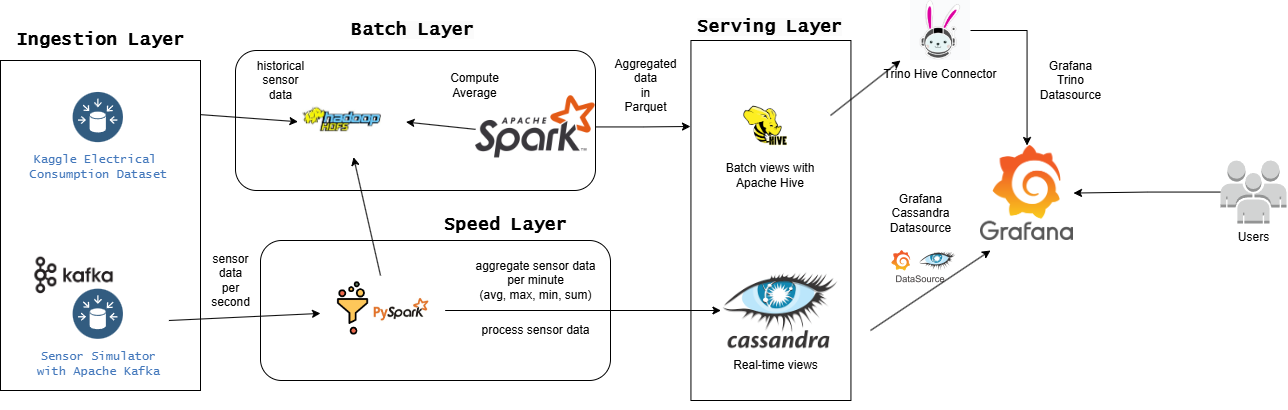 Ingestion Layer
Kaggle Electrical
Consumption Dataset
kafka
Sensor Simulator
with Apache Kafka
Batch Layer
historical
sensor
data
hadoop
HDFS
Compute
Average
APACHE
Spark
TM
Aggregated
data
in
Parquet
sensor
data
per
second
Speed Layer
PySpark
aggregate sensor data
per minute
(avg, max, min, sum)
process sensor data
Serving Layer
HIVE
Batch views with
Apache Hive
cassandra
Real-time views
Trino Hive Connector
Grafana
Trino
Datasource
Grafana
Cassandra
Datasource
DataSource
Grafana
Users